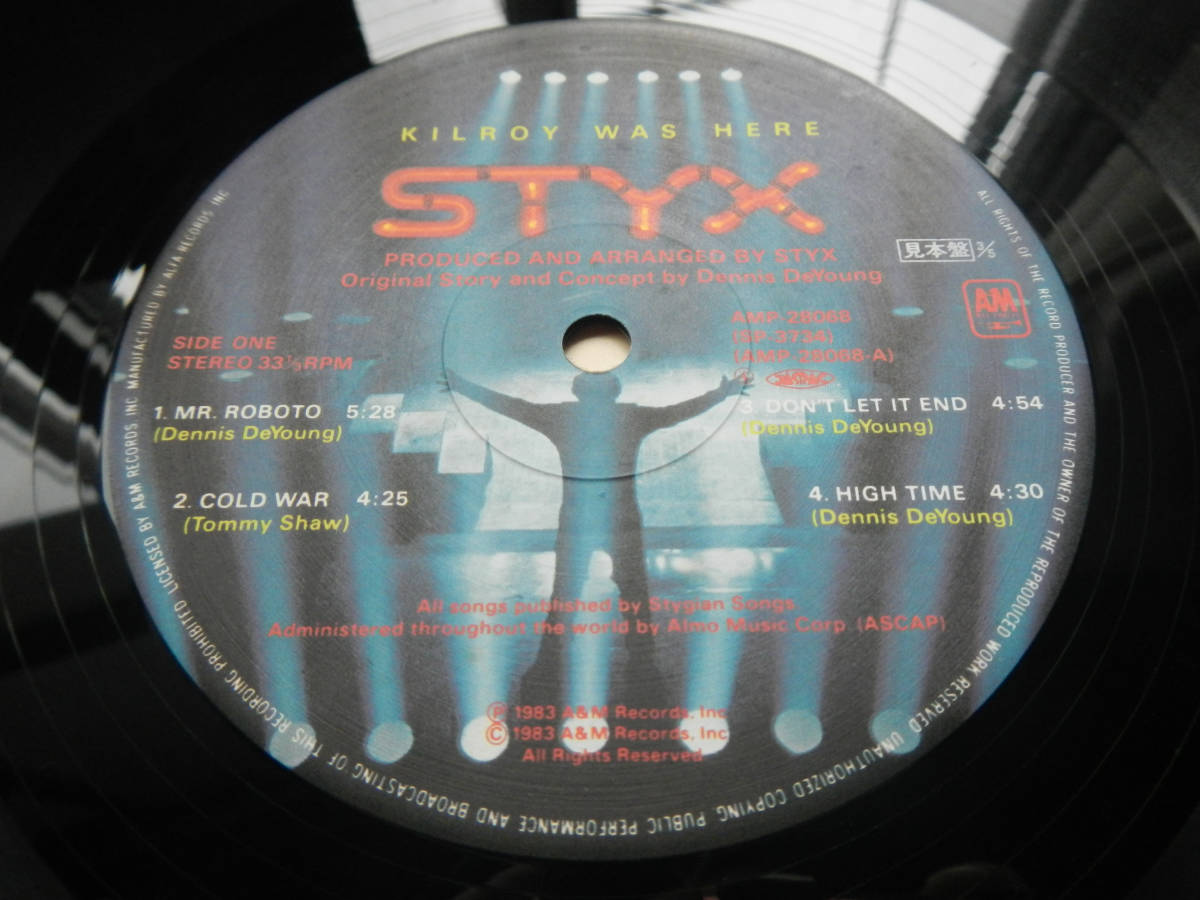 KILROY WAS HERE
STYX
PRODUCED AND ARRANGED BY STYX
Original Story and Concept by Dennis DeYoung
見本盤 3/5
A&M
RECORDS
SIDE ONE
STEREO 33⅓RPM
AMP-28068
(SP-3734)
(AMP-28068-A)
Ⓟ JASRAC
1. MR. ROBOTO 5:28
(Dennis DeYoung)
2. COLD WAR 4:25
(Tommy Shaw)
3. DON'T LET IT END 4:54
(Dennis DeYoung)
4. HIGH TIME 4:30
(Dennis DeYoung)
All songs published by Stygian Songs
Administered throughout the world by Almo Music Corp. (ASCAP)
Ⓟ 1983 A&M Records, Inc
© 1983 A&M Records, Inc
All Rights Reserved
ALL RIGHTS OF THE RECORD PRODUCER AND THE OWNER OF THE REPRODUCED WORK RESERVED UNAUTHORIZED COPYING PUBLIC PERFORMANCE AND BROADCASTING OF THIS RECORDING PROHIBITED LICENSED BY A&M RECORDS INC MANUFACTURED BY ALFA RECORDS INC